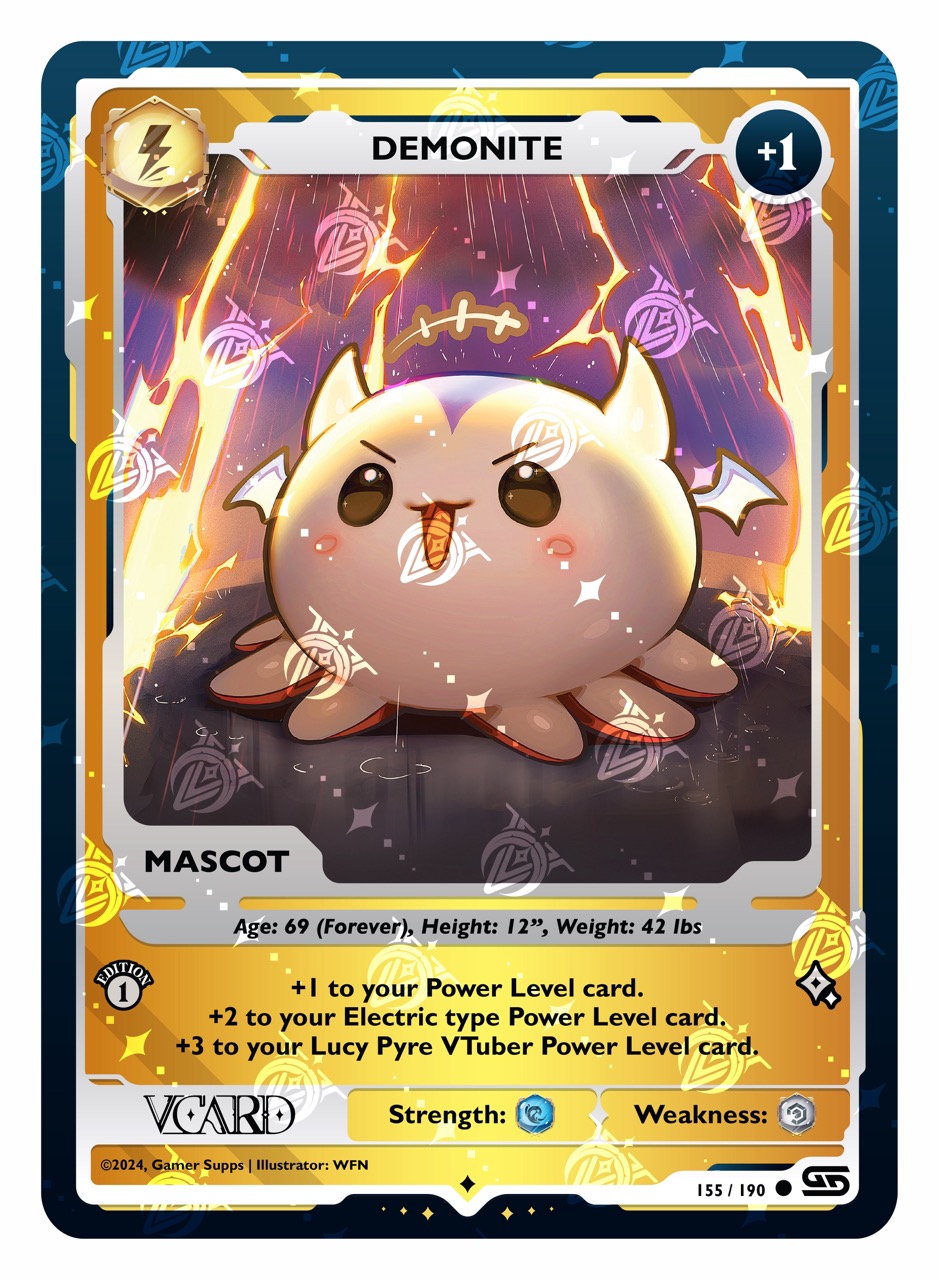 DEMONITE
+1
MASCOT
Age: 69 (Forever), Height: 12”, Weight: 42 lbs
EDITION
1
+1 to your Power Level card.
+2 to your Electric type Power Level card.
+3 to your Lucy Pyre VTuber Power Level card.
VCARD
Strength:
Weakness:
©2024, Gamer Supps | Illustrator: WFN
155 / 190
GG